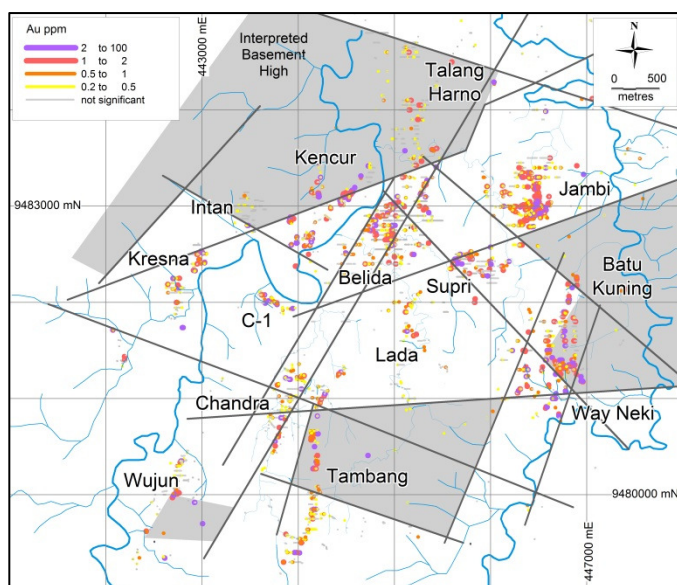 Au ppm
2 to 100
1 to 2
0.5 to 1
0.2 to 0.5
not significant
443000 mE
Interpreted
Basement
High
Talang
Harno
N
0 500
metres
Kencur
Jambi
9483000 mN
Intan
Kresna
Belida
Supri
Batu
Kuning
C-1
Lada
Chandra
Way Neki
Wujun
Tambang
9480000 mN
447000 mE